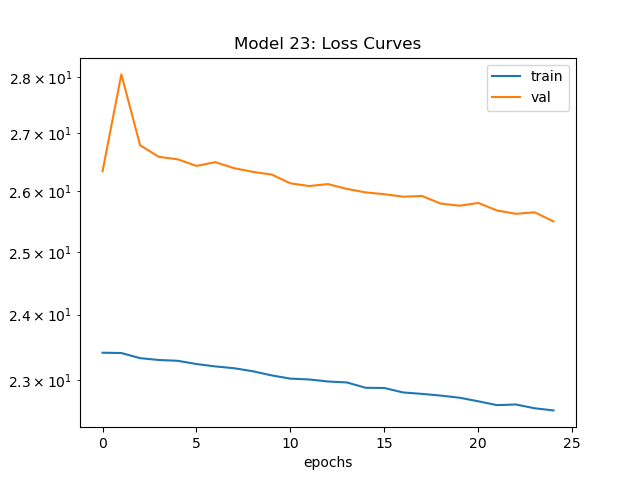 Model 23: Loss Curves
train
val
2.8 × 10¹
2.7 × 10¹
2.6 × 10¹
2.5 × 10¹
2.4 × 10¹
2.3 × 10¹
0 5 10 15 20 25
epochs